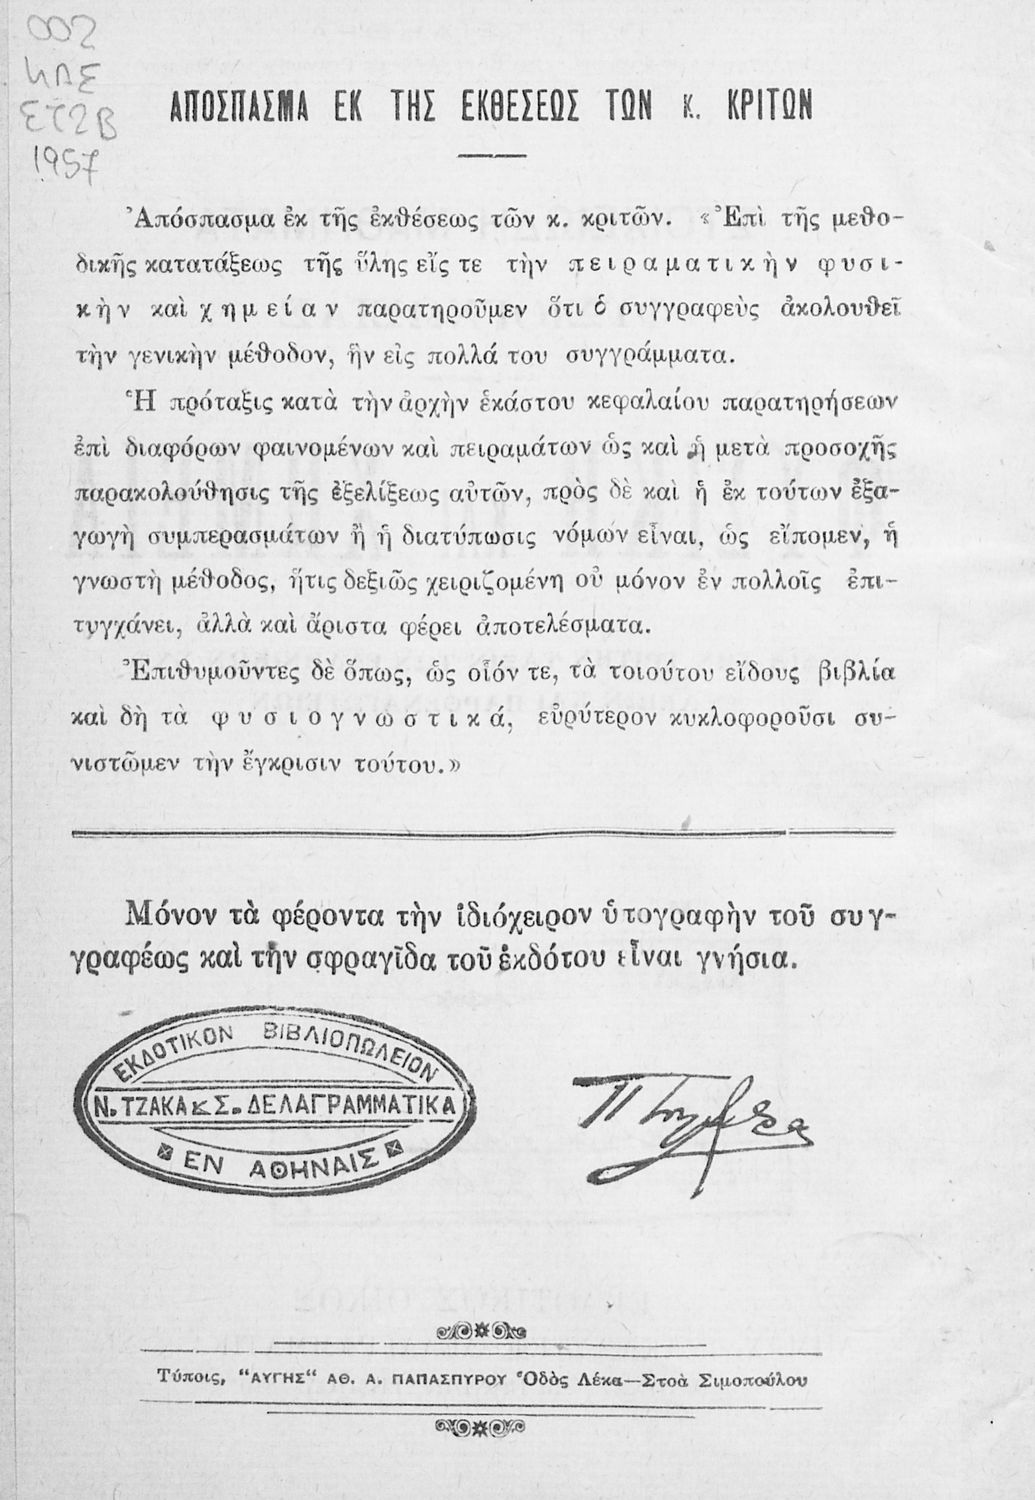 002
ΚΛΣ
ΣΤ2Β
1957
ΑΠΟΣΠΑΣΜΑ ΕΚ ΤΗΣ ΕΚΘΕΣΕΩΣ ΤΩΝ κ. ΚΡΙΤΩΝ
Ἀπόσπασμα ἐκ τῆς ἐκθέσεως τῶν κ. κριτῶν. «Ἐπὶ τῆς μεθο-
δικῆς κατατάξεως τῆς ὕλης εἴς τε τὴν πειραματικὴν φυσι-
κὴν καὶ χημείαν παρατηροῦμεν ὅτι ὁ συγγραφεὺς ἀκολουθεῖ
τὴν γενικὴν μέθοδον, ἣν εἰς πολλά του συγγράμματα.
Ἡ πρόταξις κατὰ τὴν ἀρχὴν ἑκάστου κεφαλαίου παρατηρήσεων
ἐπὶ διαφόρων φαινομένων καὶ πειραμάτων ὡς καὶ ἡ μετὰ προσοχῆς
παρακολούθησις τῆς ἐξελίξεως αὐτῶν, πρὸς δὲ καὶ ἡ ἐκ τούτων ἐξα-
γωγὴ συμπερασμάτων ἢ ἡ διατύπωσις νόμων εἶναι, ὡς εἴπομεν, ἡ
γνωστὴ μέθοδος, ἥτις δεξιῶς χειριζομένη οὐ μόνον ἐν πολλοῖς ἐπι-
τυγχάνει, ἀλλὰ καὶ ἄριστα φέρει ἀποτελέσματα.
Ἐπιθυμοῦντες δὲ ὅπως, ὡς οἷόν τε, τὰ τοιούτου εἴδους βιβλία
καὶ δὴ τὰ φυσιογνωστικά, εὐρύτερον κυκλοφοροῦσι συ-
νιστῶμεν τὴν ἔγκρισιν τούτου.»
Μόνον τὰ φέροντα τὴν ἰδιόχειρον ὑτογραφὴν τοῦ συγ-
γραφέως καὶ τὴν σφραγῖδα τοῦ ἐκδότου εἶναι γνήσια.
ΕΚΔΟΤΙΚΟΝ ΒΙΒΛΙΟΠΩΛΕΙΟΝ
Ν. ΤΖΑΚΑ κ Σ. ΔΕΛΑΓΡΑΜΜΑΤΙΚΑ
ΕΝ ΑΘΗΝΑΙΣ
Τύποις, "ΑΥΓΗΣ" ΑΘ. Α. ΠΑΠΑΣΠΥΡΟΥ Ὁδὸς Λέκα—Στοὰ Σιμοπούλου